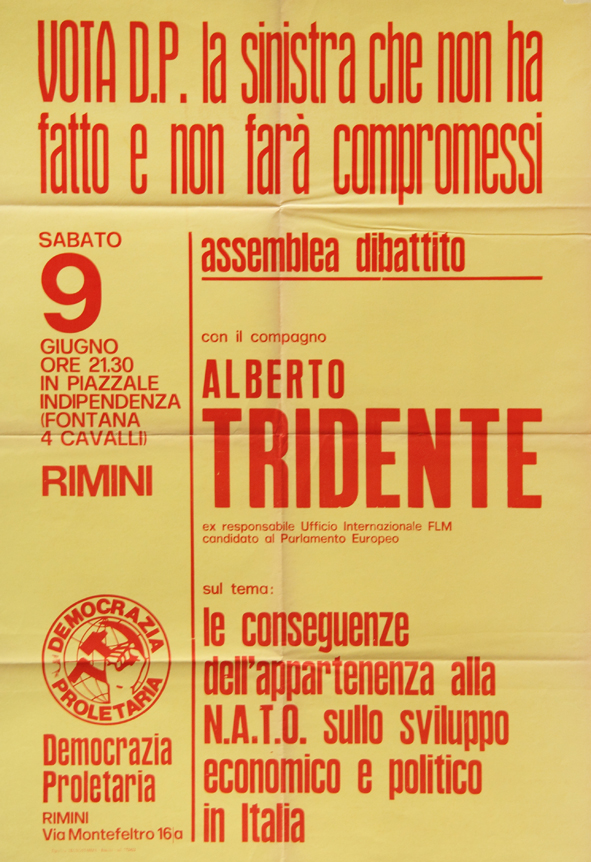 VOTA D.P. la sinistra che non ha
fatto e non farà compromessi
SABATO
9
GIUGNO
ORE 21.30
IN PIAZZALE
INDIPENDENZA
(FONTANA
4 CAVALLI)
RIMINI
assemblea dibattito
con il compagno
ALBERTO
TRIDENTE
ex responsabile Ufficio Internazionale FLM
candidato al Parlamento Europeo
sul tema:
le conseguenze
dell'appartenenza alla
N.A.T.O. sullo sviluppo
economico e politico
in Italia
DEMOCRAZIA
PROLETARIA
Democrazia
Proletaria
RIMINI
Via Montefeltro 16/a